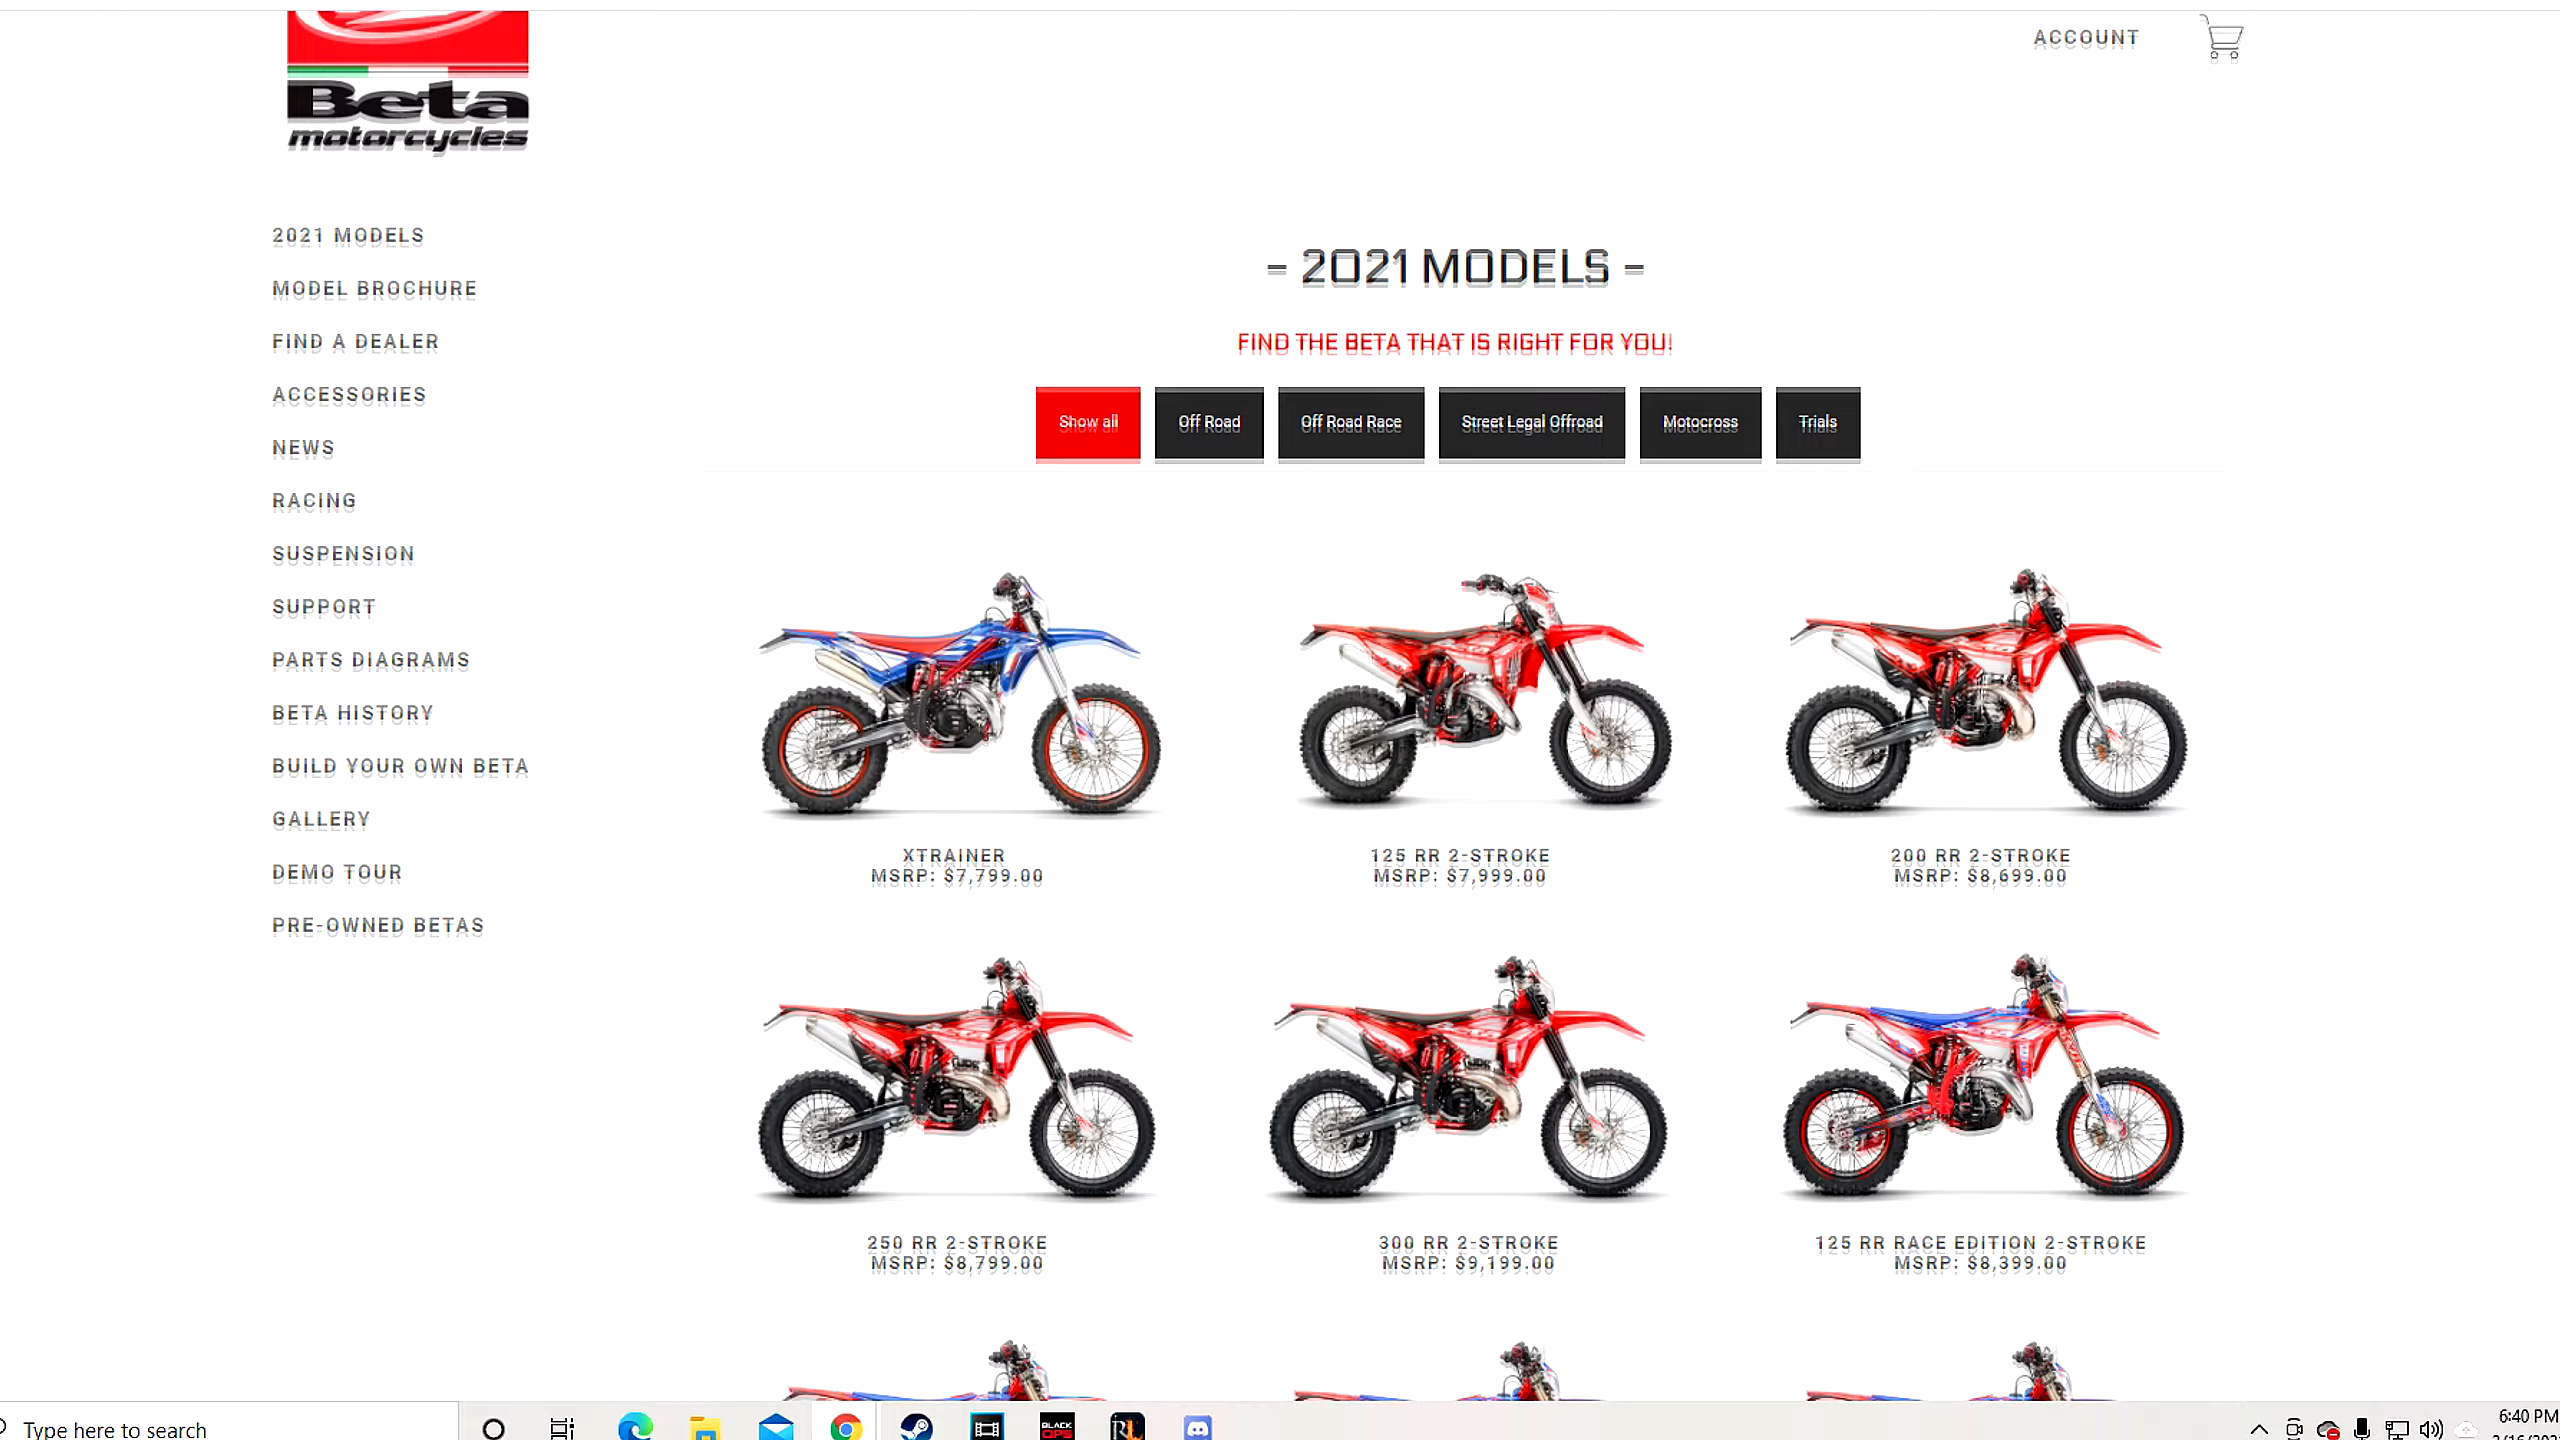 Beta
motorcycles
ACCOUNT
2021 MODELS
MODEL BROCHURE
FIND A DEALER
ACCESSORIES
NEWS
RACING
SUSPENSION
SUPPORT
PARTS DIAGRAMS
BETA HISTORY
BUILD YOUR OWN BETA
GALLERY
DEMO TOUR
PRE-OWNED BETAS
= 2021 MODELS =
FIND THE BETA THAT IS RIGHT FOR YOU!
Show all
Off Road
Off Road Race
Street Legal Offroad
Motocross
Trials
XTRAINER
MSRP: $7,799.00
125 RR 2-STROKE
MSRP: $7,999.00
200 RR 2-STROKE
MSRP: $8,699.00
250 RR 2-STROKE
MSRP: $8,799.00
300 RR 2-STROKE
MSRP: $9,199.00
125 RR RACE EDITION 2-STROKE
MSRP: $8,399.00
Type here to search
BLACK
OPS
RL
6:40 PM